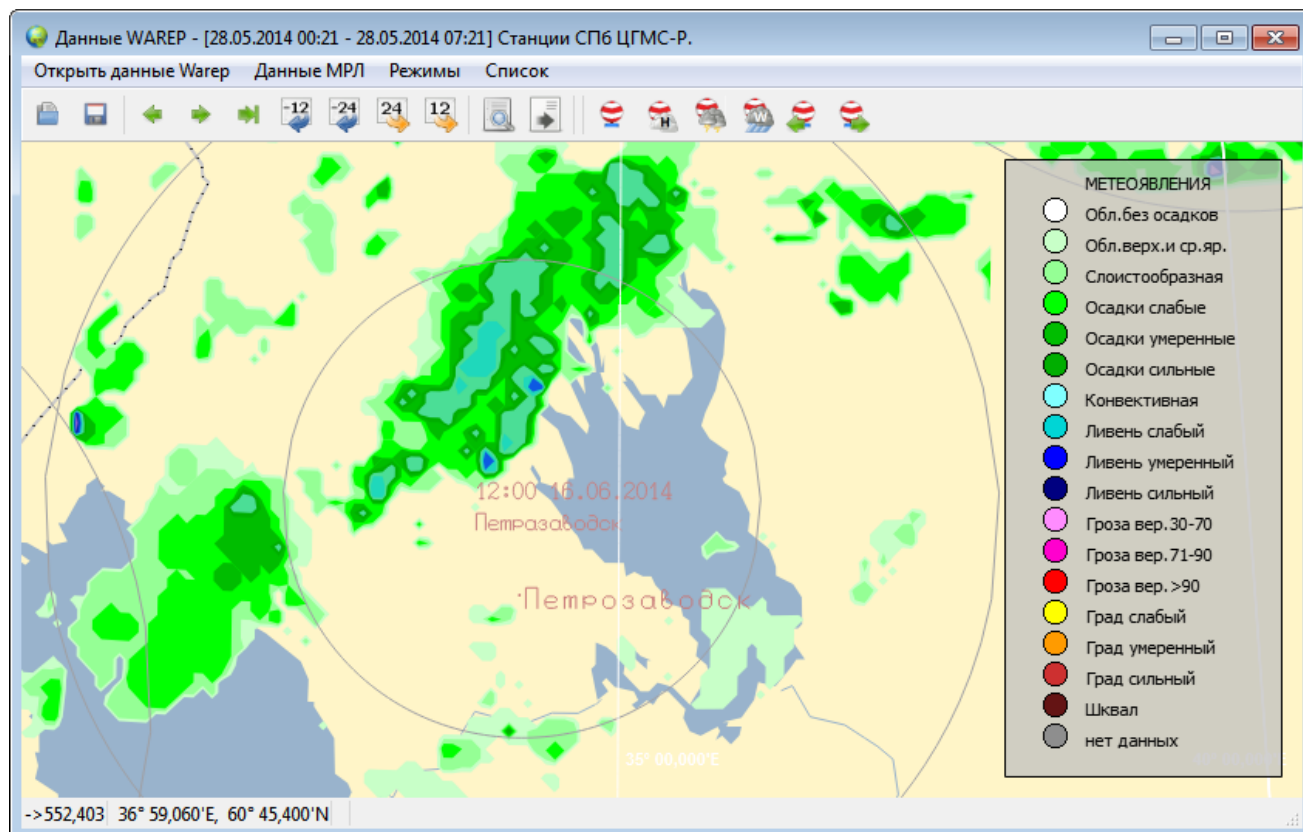 Данные WAREP - [28.05.2014 00:21 - 28.05.2014 07:21] Станции СПб ЦГМС-Р.
Открыть данные Warep Данные МРЛ Режимы Список
-12 -24 24 12 H W
МЕТЕОЯВЛЕНИЯ
Обл.без осадков
Обл.верх.и ср.яр.
Слоистообразная
Осадки слабые
Осадки умеренные
Осадки сильные
Конвективная
Ливень слабый
Ливень умеренный
Ливень сильный
Гроза вер.30-70
Гроза вер.71-90
Гроза вер.>90
Град слабый
Град умеренный
Град сильный
Шквал
нет данных
12:00 16.06.2014
Петразаводск
Петрозаводск
35° 00,000'E
->552,403 36° 59,060'E, 60° 45,400'N